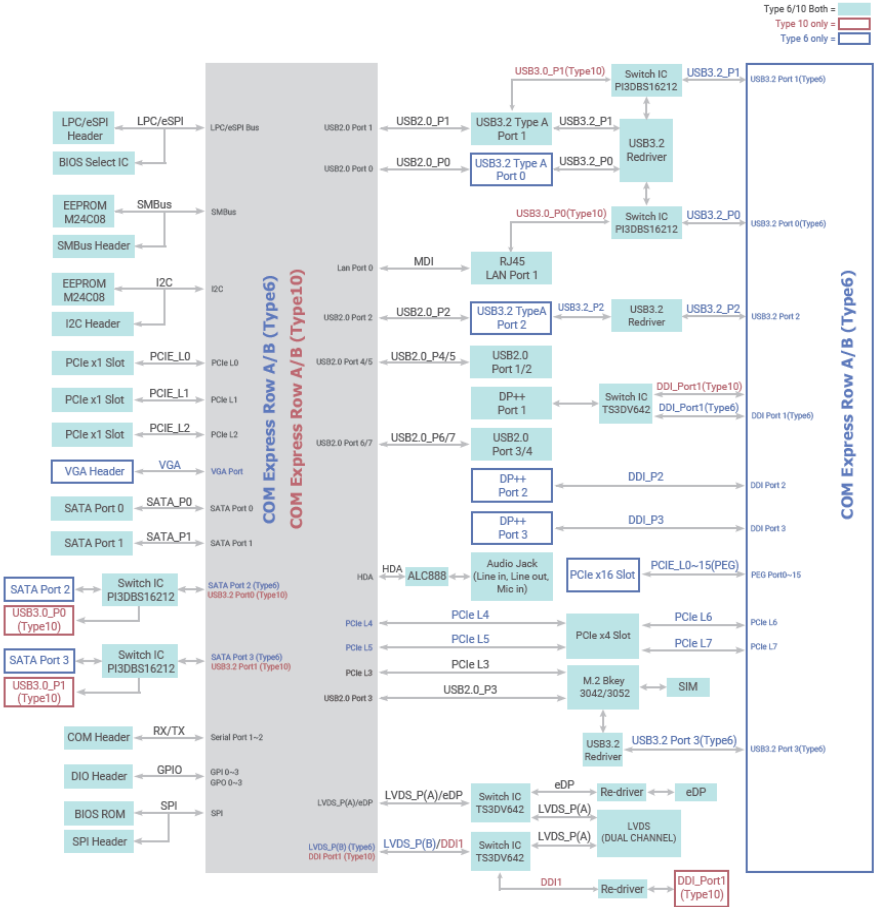 Type 6/10 Both =
Type 10 only =
Type 6 only =
COM Express Row A/B (Type6)
COM Express Row A/B (Type10)
COM Express Row A/B (Type6)
LPC/eSPI
Header
LPC/eSPI
LPC/eSPI Bus
BIOS Select IC
EEPROM
M24C08
SMBus
SMBus
SMBus Header
EEPROM
M24C08
I2C
I2C
I2C Header
PCIe x1 Slot
PCIE_L0
PCIe L0
PCIe x1 Slot
PCIE_L1
PCIe L1
PCIe x1 Slot
PCIE_L2
PCIe L2
VGA Header
VGA
VGA Port
SATA Port 0
SATA_P0
SATA Port 0
SATA Port 1
SATA_P1
SATA Port 1
SATA Port 2
Switch IC
PI3DBS16212
SATA Port 2 (Type6)
USB3.2 Port0 (Type10)
USB3.0_P0
(Type10)
SATA Port 3
Switch IC
PI3DBS16212
SATA Port 3 (Type6)
USB3.2 Port1 (Type10)
USB3.0_P1
(Type10)
COM Header
RX/TX
Serial Port 1~2
DIO Header
GPIO
GPI 0~3
GPO 0~3
BIOS ROM
SPI
SPI
SPI Header
USB3.0_P1(Type10)
Switch IC
PI3DBS16212
USB3.2_P1
USB3.2 Port 1(Type6)
USB2.0 Port 1
USB2.0_P1
USB3.2 Type A
Port 1
USB3.2_P1
USB3.2
Redriver
USB2.0 Port 0
USB2.0_P0
USB3.2 Type A
Port 0
USB3.2_P0
USB3.0_P0(Type10)
Switch IC
PI3DBS16212
USB3.2_P0
USB3.2 Port 0(Type6)
Lan Port 0
MDI
RJ45
LAN Port 1
USB2.0 Port 2
USB2.0_P2
USB3.2 TypeA
Port 2
USB3.2_P2
USB3.2
Redriver
USB3.2_P2
USB3.2 Port 2
USB2.0 Port 4/5
USB2.0_P4/5
USB2.0
Port 1/2
DP++
Port 1
Switch IC
TS3DV642
DDI_Port1(Type10)
DDI_Port1(Type6)
DDI Port 1(Type6)
USB2.0 Port 6/7
USB2.0_P6/7
USB2.0
Port 3/4
DP++
Port 2
DDI_P2
DDI Port 2
DP++
Port 3
DDI_P3
DDI Port 3
HDA
HDA
ALC888
Audio Jack
(Line in, Line out,
Mic in)
PCIe x16 Slot
PCIE_L0~15(PEG)
PEG Port0~15
PCIe L4
PCIe L4
PCIe x4 Slot
PCIe L6
PCIe L6
PCIe L5
PCIe L5
PCIe L7
PCIe L7
PCIe L3
PCIe L3
M.2 Bkey
3042/3052
SIM
USB2.0 Port 3
USB2.0_P3
USB3.2
Redriver
USB3.2 Port 3(Type6)
USB3.2 Port 3(Type6)
LVDS_P(A)/eDP
LVDS_P(A)/eDP
Switch IC
TS3DV642
eDP
Re-driver
eDP
LVDS_P(A)
LVDS
(DUAL CHANNEL)
LVDS_P(B) (Type6)
DDI Port1 (Type10)
LVDS_P(B)/DDI1
Switch IC
TS3DV642
LVDS_P(A)
DDI1
Re-driver
DDI_Port1
(Type10)